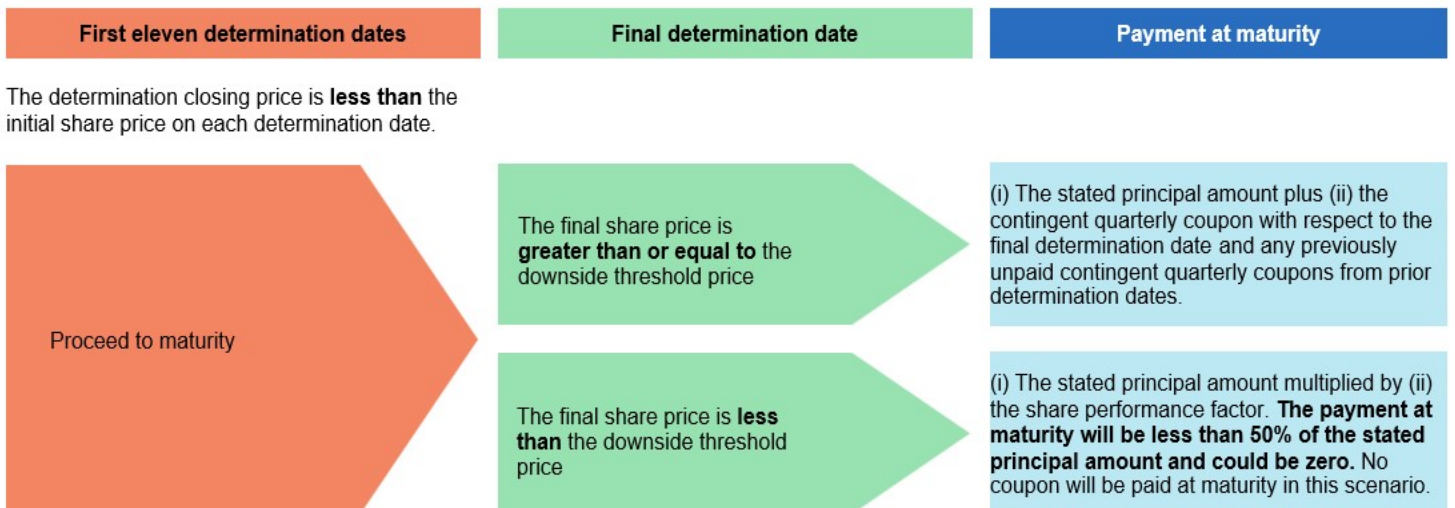 First eleven determination dates
Final determination date
Payment at maturity
The determination closing price is less than the
initial share price on each determination date.
Proceed to maturity
The final share price is
greater than or equal to the
downside threshold price
(i) The stated principal amount plus (ii) the
contingent quarterly coupon with respect to the
final determination date and any previously
unpaid contingent quarterly coupons from prior
determination dates.
The final share price is less
than the downside threshold
price
(i) The stated principal amount multiplied by (ii)
the share performance factor. The payment at
maturity will be less than 50% of the stated
principal amount and could be zero. No
coupon will be paid at maturity in this scenario.